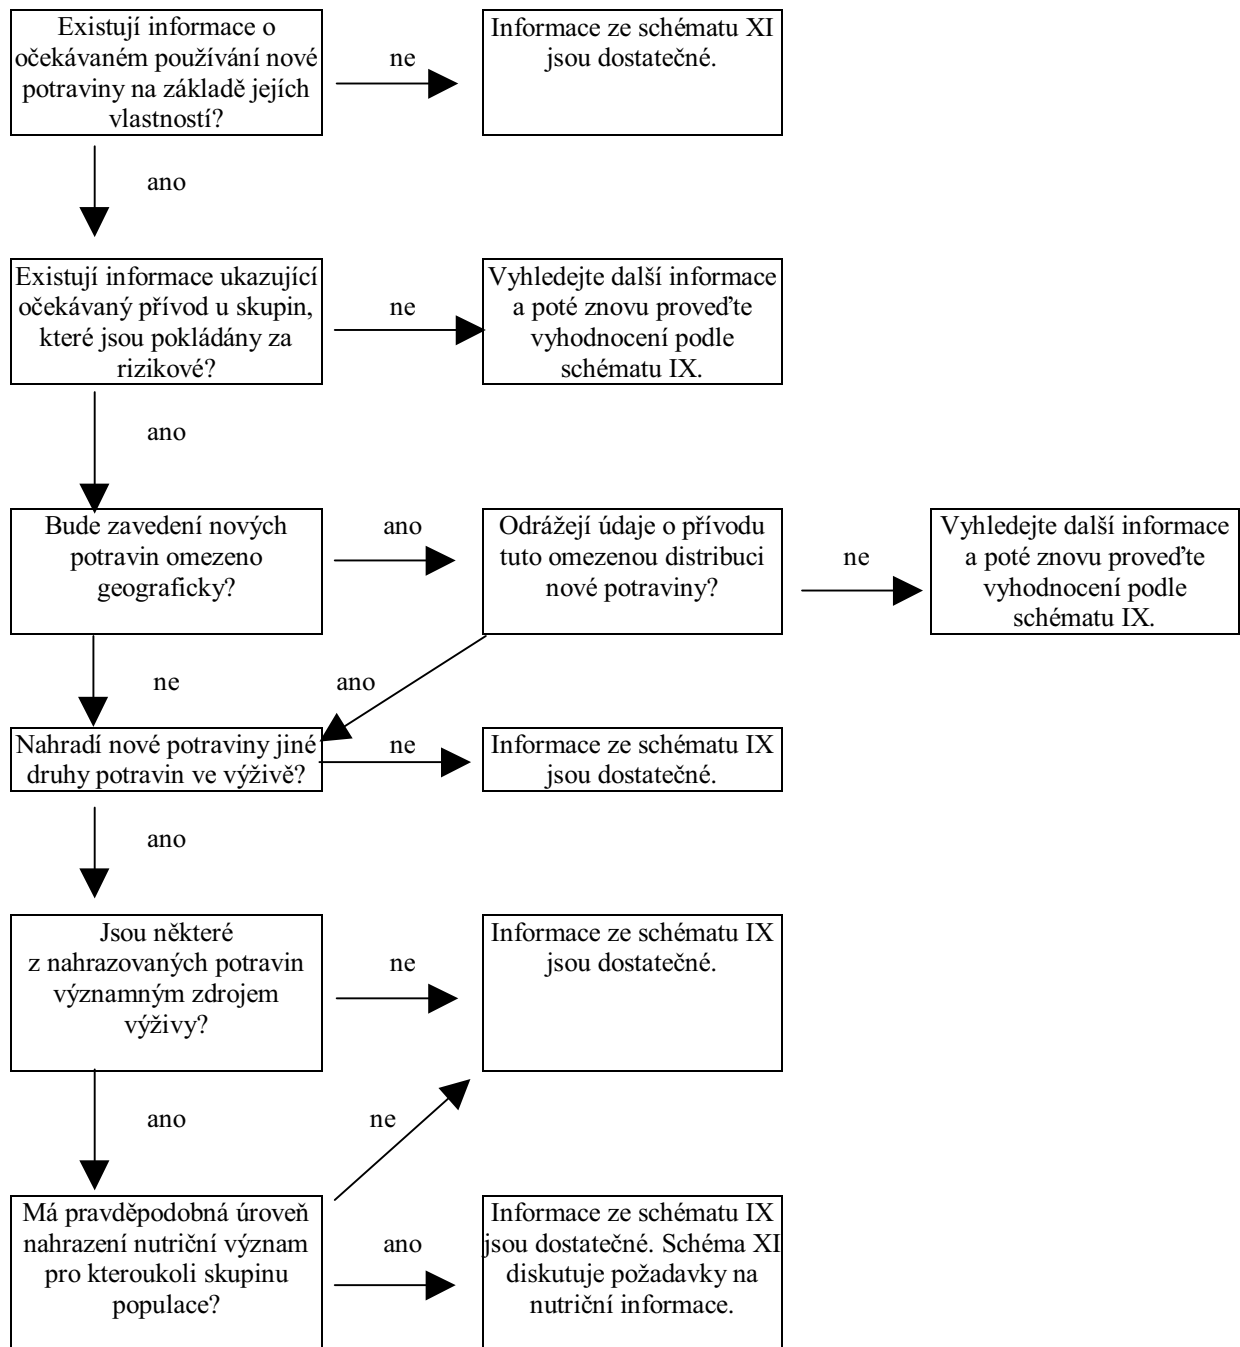 Existují informace o
očekávaném používání nové
potraviny na základě jejích
vlastností?
ne
Informace ze schématu XI
jsou dostatečné.
ano
Existují informace ukazující
očekávaný přívod u skupin,
které jsou pokládány za
rizikové?
ne
Vyhledejte další informace
a poté znovu proveďte
vyhodnocení podle
schématu IX.
ano
Bude zavedení nových
potravin omezeno
geograficky?
ano
Odrážejí údaje o přívodu
tuto omezenou distribuci
nové potraviny?
ne
Vyhledejte další informace
a poté znovu proveďte
vyhodnocení podle
schématu IX.
ne
ano
Nahradí nové potraviny jiné
druhy potravin ve výživě?
ne
Informace ze schématu IX
jsou dostatečné.
ano
Jsou některé
z nahrazovaných potravin
významným zdrojem
výživy?
ne
Informace ze schématu IX
jsou dostatečné.
ano
ne
Má pravděpodobná úroveň
nahrazení nutriční význam
pro kteroukoli skupinu
populace?
ano
Informace ze schématu IX
jsou dostatečné. Schéma XI
diskutuje požadavky na
nutriční informace.